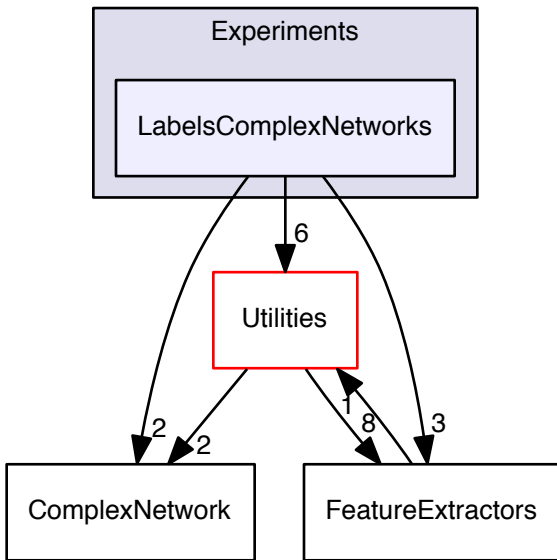 Experiments
LabelsComplexNetworks
6
Utilities
1
8
2
2
3
ComplexNetwork
FeatureExtractors